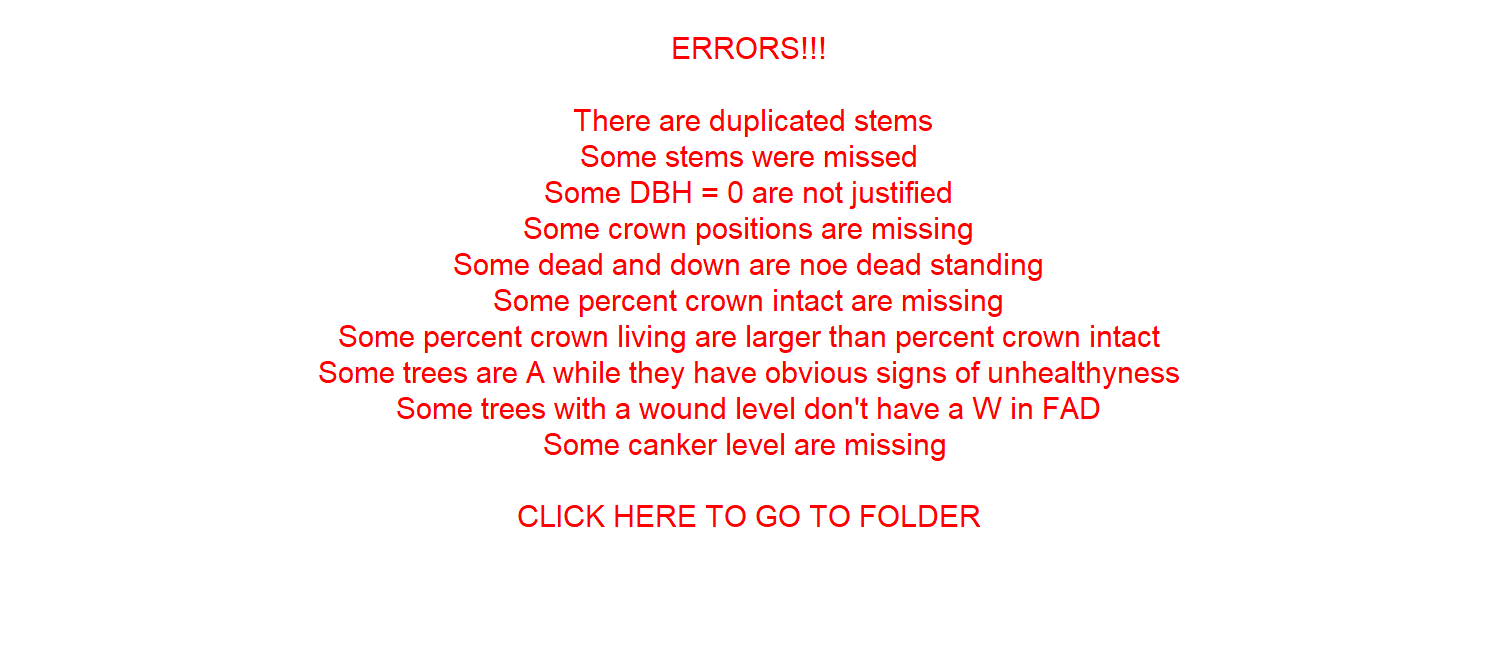 ERRORS!!!
There are duplicated stems
Some stems were missed
Some DBH = 0 are not justified
Some crown positions are missing
Some dead and down are noe dead standing
Some percent crown intact are missing
Some percent crown living are larger than percent crown intact
Some trees are A while they have obvious signs of unhealthyness
Some trees with a wound level don't have a W in FAD
Some canker level are missing
CLICK HERE TO GO TO FOLDER